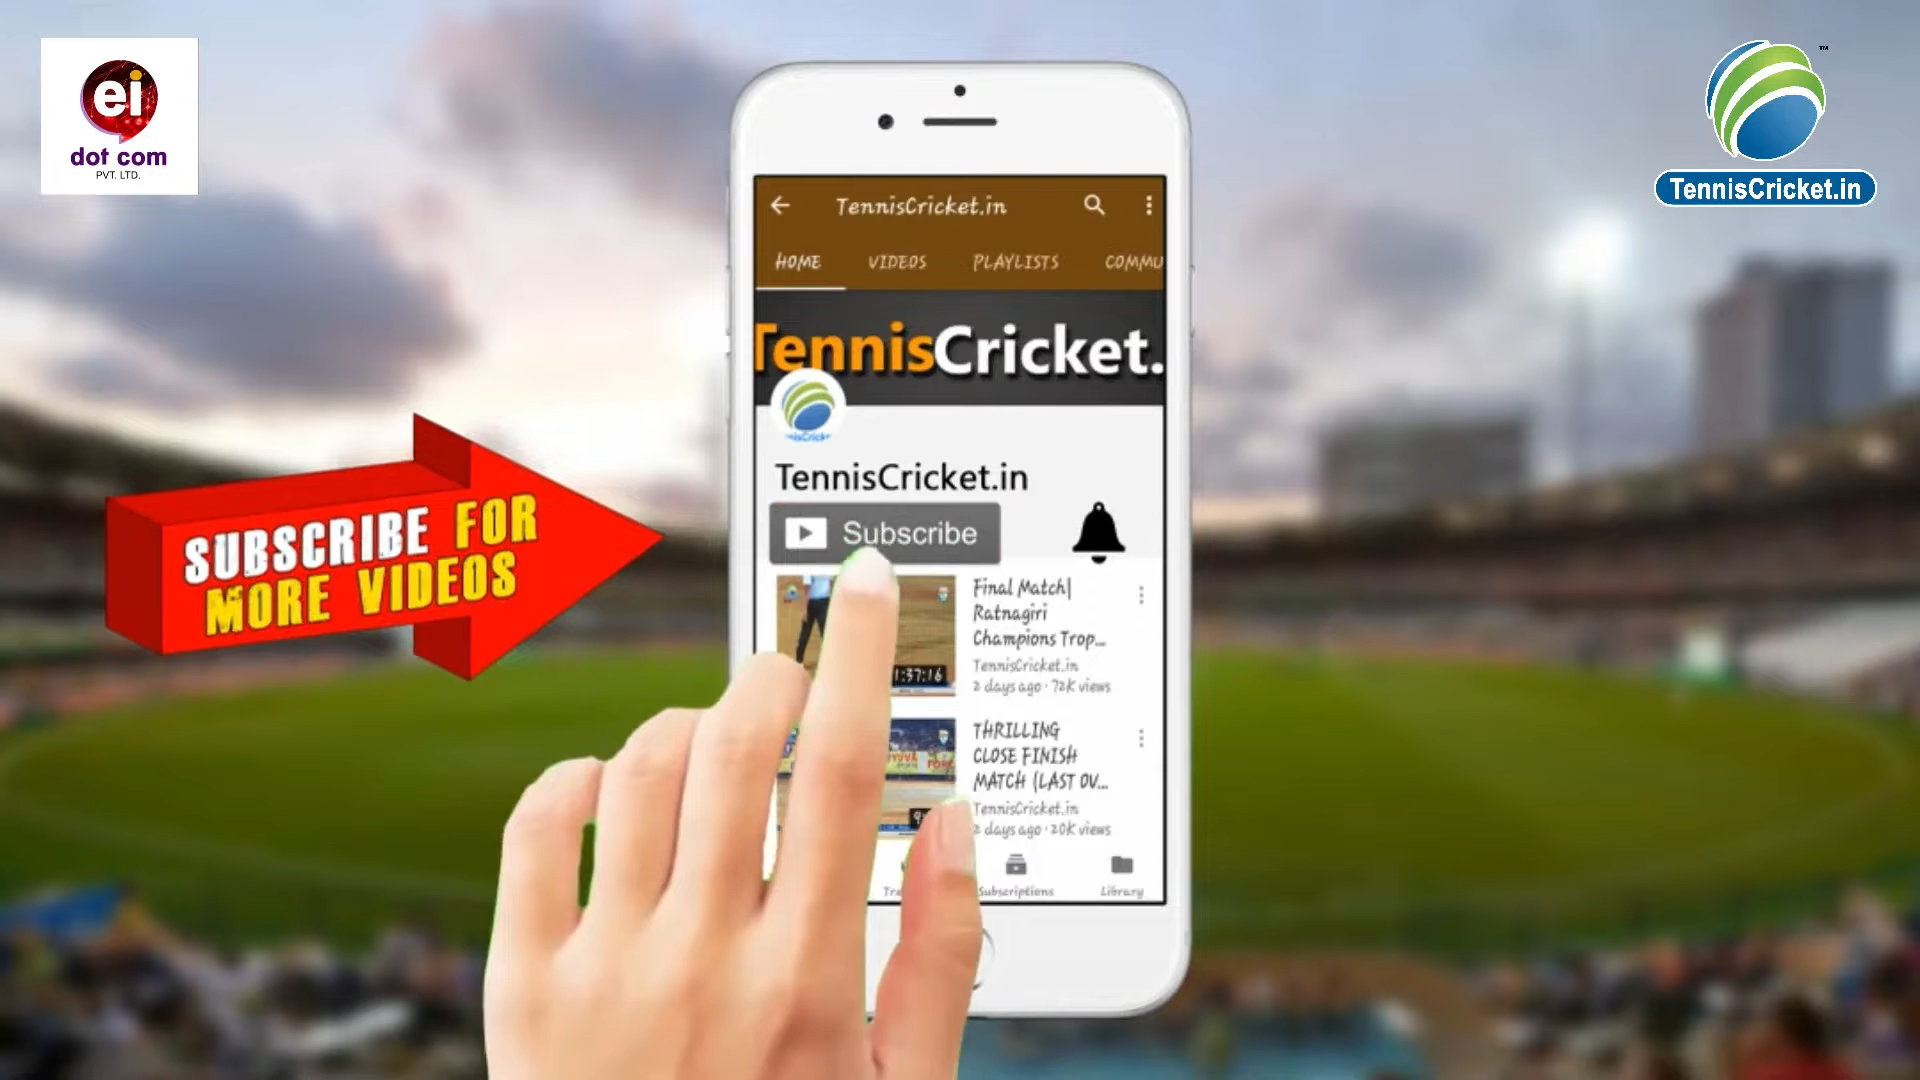 ei
dot com
PVT. LTD.
TM
TennisCricket.in
TennisCricket.in
HOME VIDEOS PLAYLISTS COMMU
TennisCricket.
TennisCricket.in
Subscribe
SUBSCRIBE FOR
MORE VIDEOS
Final Match|
Ratnagiri
Champions Trop...
TennisCricket.in
2 days ago · 72K views
1:37:16
THRILLING
CLOSE FINISH
MATCH (LAST OV...
TennisCricket.in
2 days ago · 20K views
Subscriptions
Library